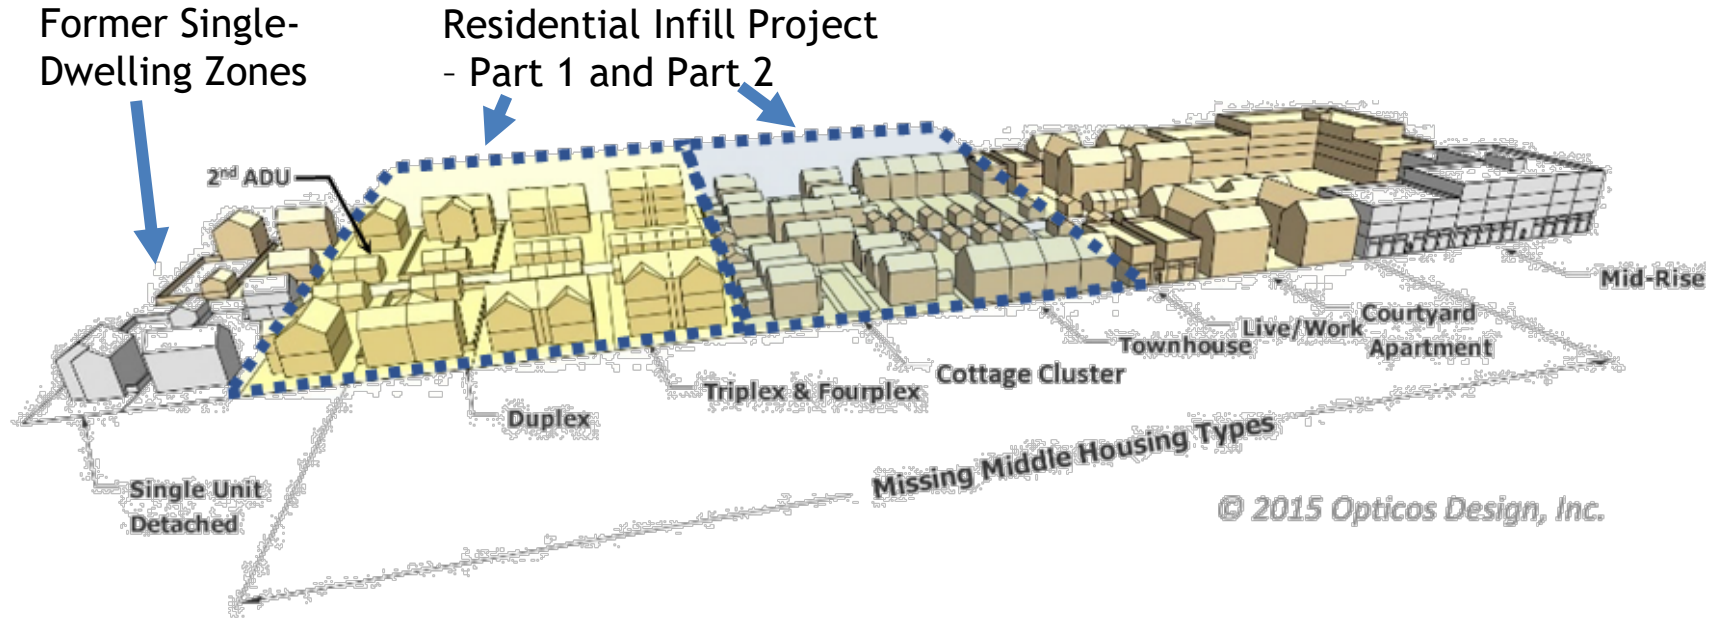 Former Single-
Dwelling Zones
Residential Infill Project
– Part 1 and Part 2
2nd ADU
Single Unit
Detached
Duplex
Triplex & Fourplex
Cottage Cluster
Townhouse
Live/Work
Courtyard
Apartment
Mid-Rise
Missing Middle Housing Types
© 2015 Opticos Design, Inc.